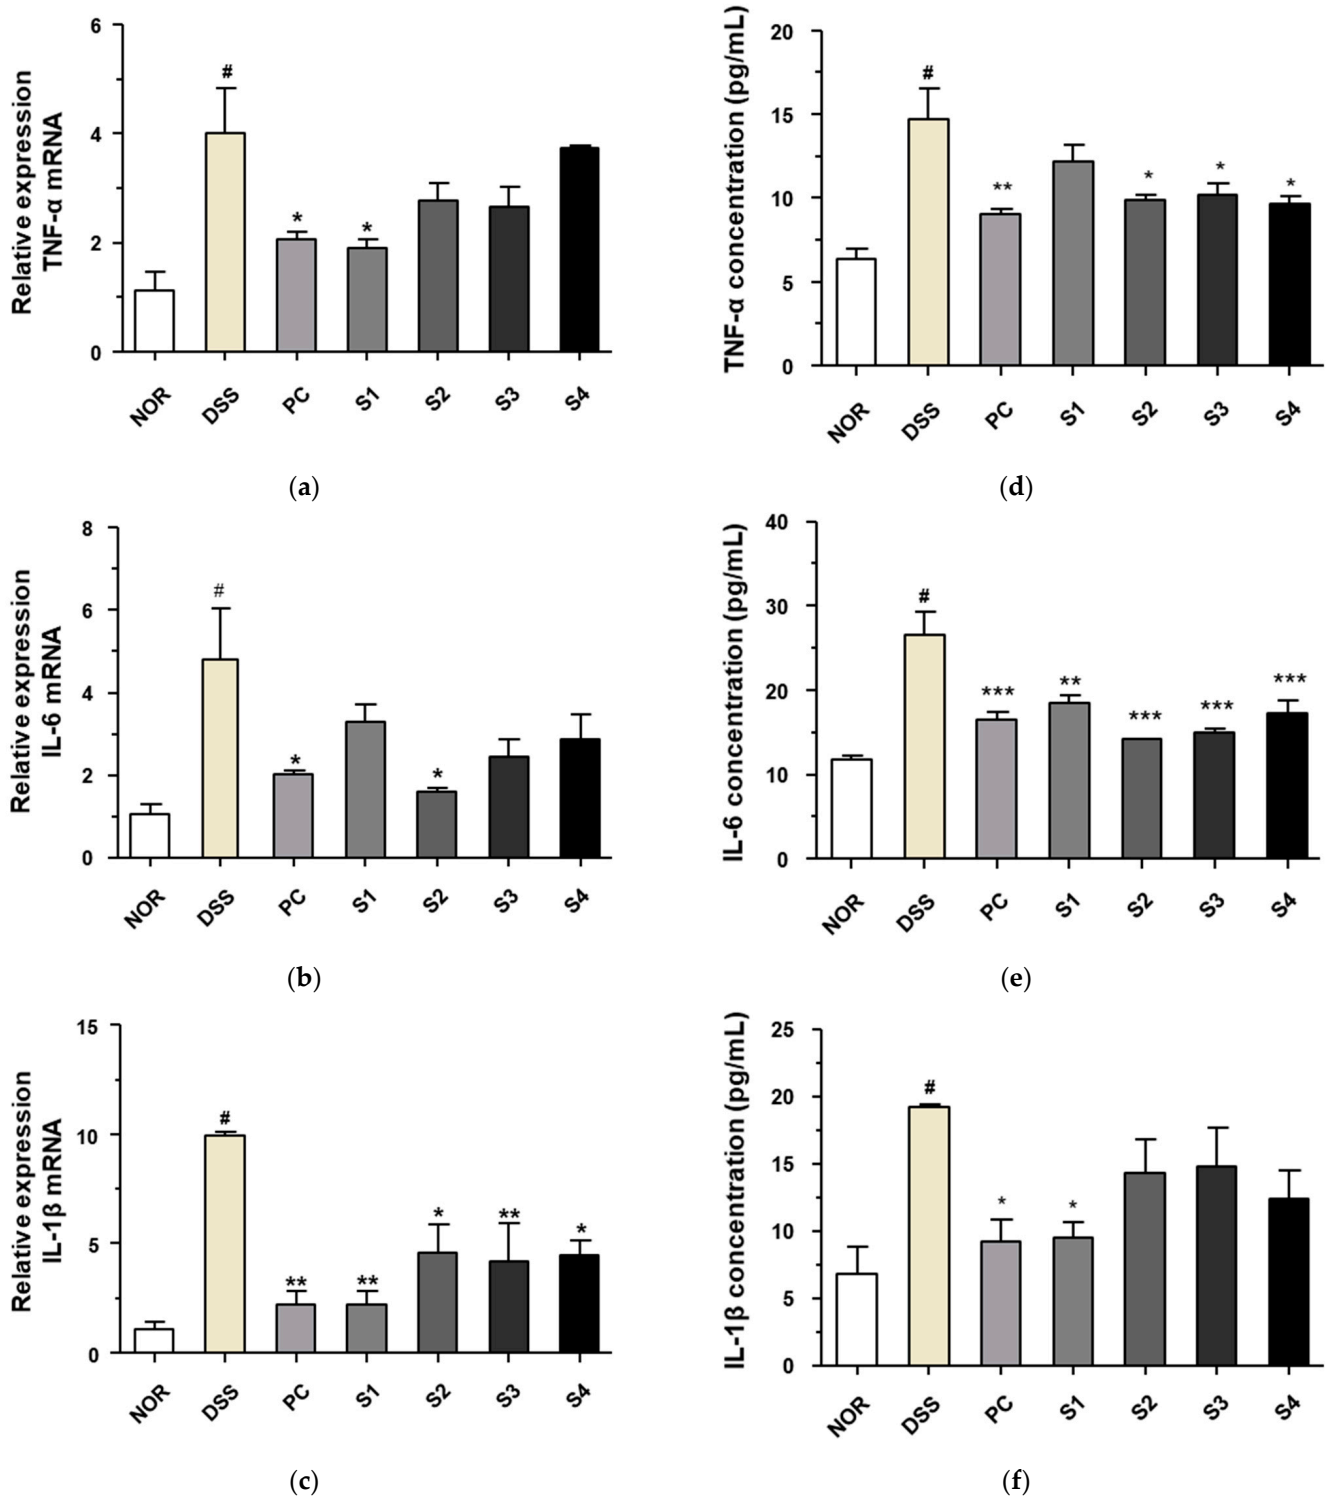 Relative expression
TNF-α mRNA
6
4
2
0
#
*
*
NOR
DSS
PC
S1
S2
S3
S4
(a)
TNF-α concentration (pg/mL)
20
15
10
5
0
#
**
*
*
*
NOR
DSS
PC
S1
S2
S3
S4
(d)
Relative expression
IL-6 mRNA
8
6
4
2
0
#
*
*
NOR
DSS
PC
S1
S2
S3
S4
(b)
IL-6 concentration (pg/mL)
40
30
20
10
0
#
***
**
***
***
***
NOR
DSS
PC
S1
S2
S3
S4
(e)
Relative expression
IL-1β mRNA
15
10
5
0
#
**
**
*
**
*
NOR
DSS
PC
S1
S2
S3
S4
(c)
IL-1β concentration (pg/mL)
25
20
15
10
5
0
#
*
*
NOR
DSS
PC
S1
S2
S3
S4
(f)